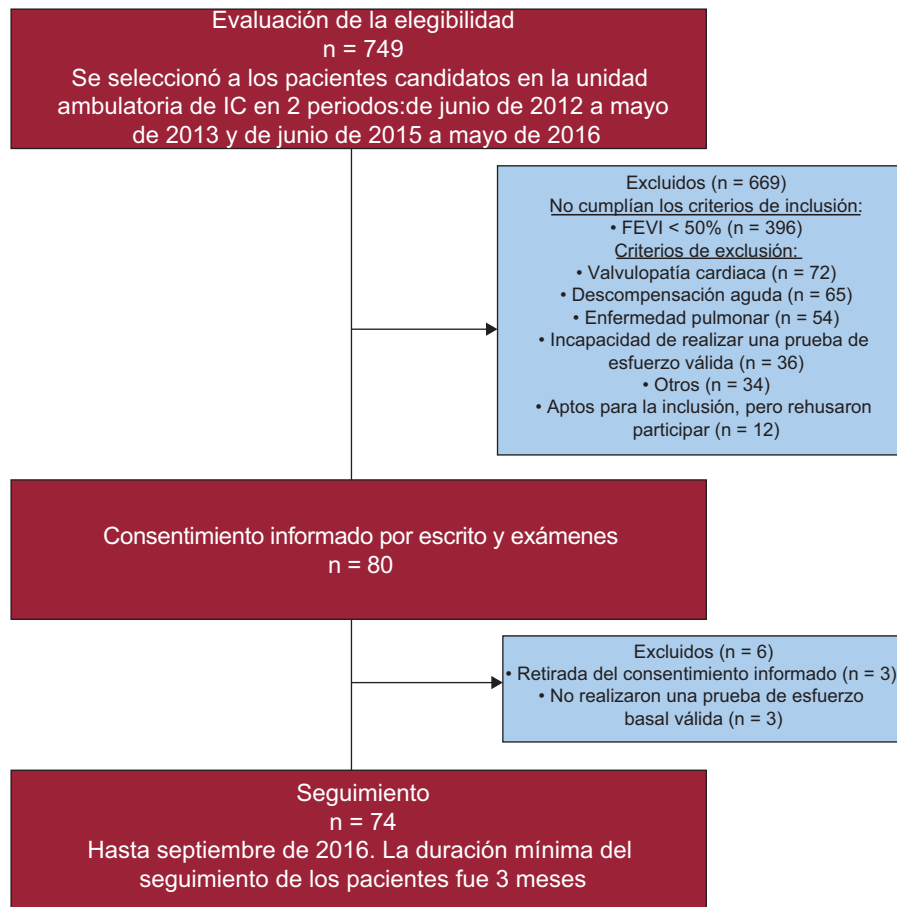 Evaluación de la elegibilidad
n = 749
Se seleccionó a los pacientes candidatos en la unidad
ambulatoria de IC en 2 periodos:de junio de 2012 a mayo
de 2013 y de junio de 2015 a mayo de 2016
Excluidos (n = 669)
No cumplían los criterios de inclusión:
• FEVI < 50% (n = 396)
Criterios de exclusión:
• Valvulopatía cardiaca (n = 72)
• Descompensación aguda (n = 65)
• Enfermedad pulmonar (n = 54)
• Incapacidad de realizar una prueba de
esfuerzo válida (n = 36)
• Otros (n = 34)
• Aptos para la inclusión, pero rehusaron
participar (n = 12)
Consentimiento informado por escrito y exámenes
n = 80
Excluidos (n = 6)
• Retirada del consentimiento informado (n = 3)
• No realizaron una prueba de esfuerzo
basal válida (n = 3)
Seguimiento
n = 74
Hasta septiembre de 2016. La duración mínima del
seguimiento de los pacientes fue 3 meses